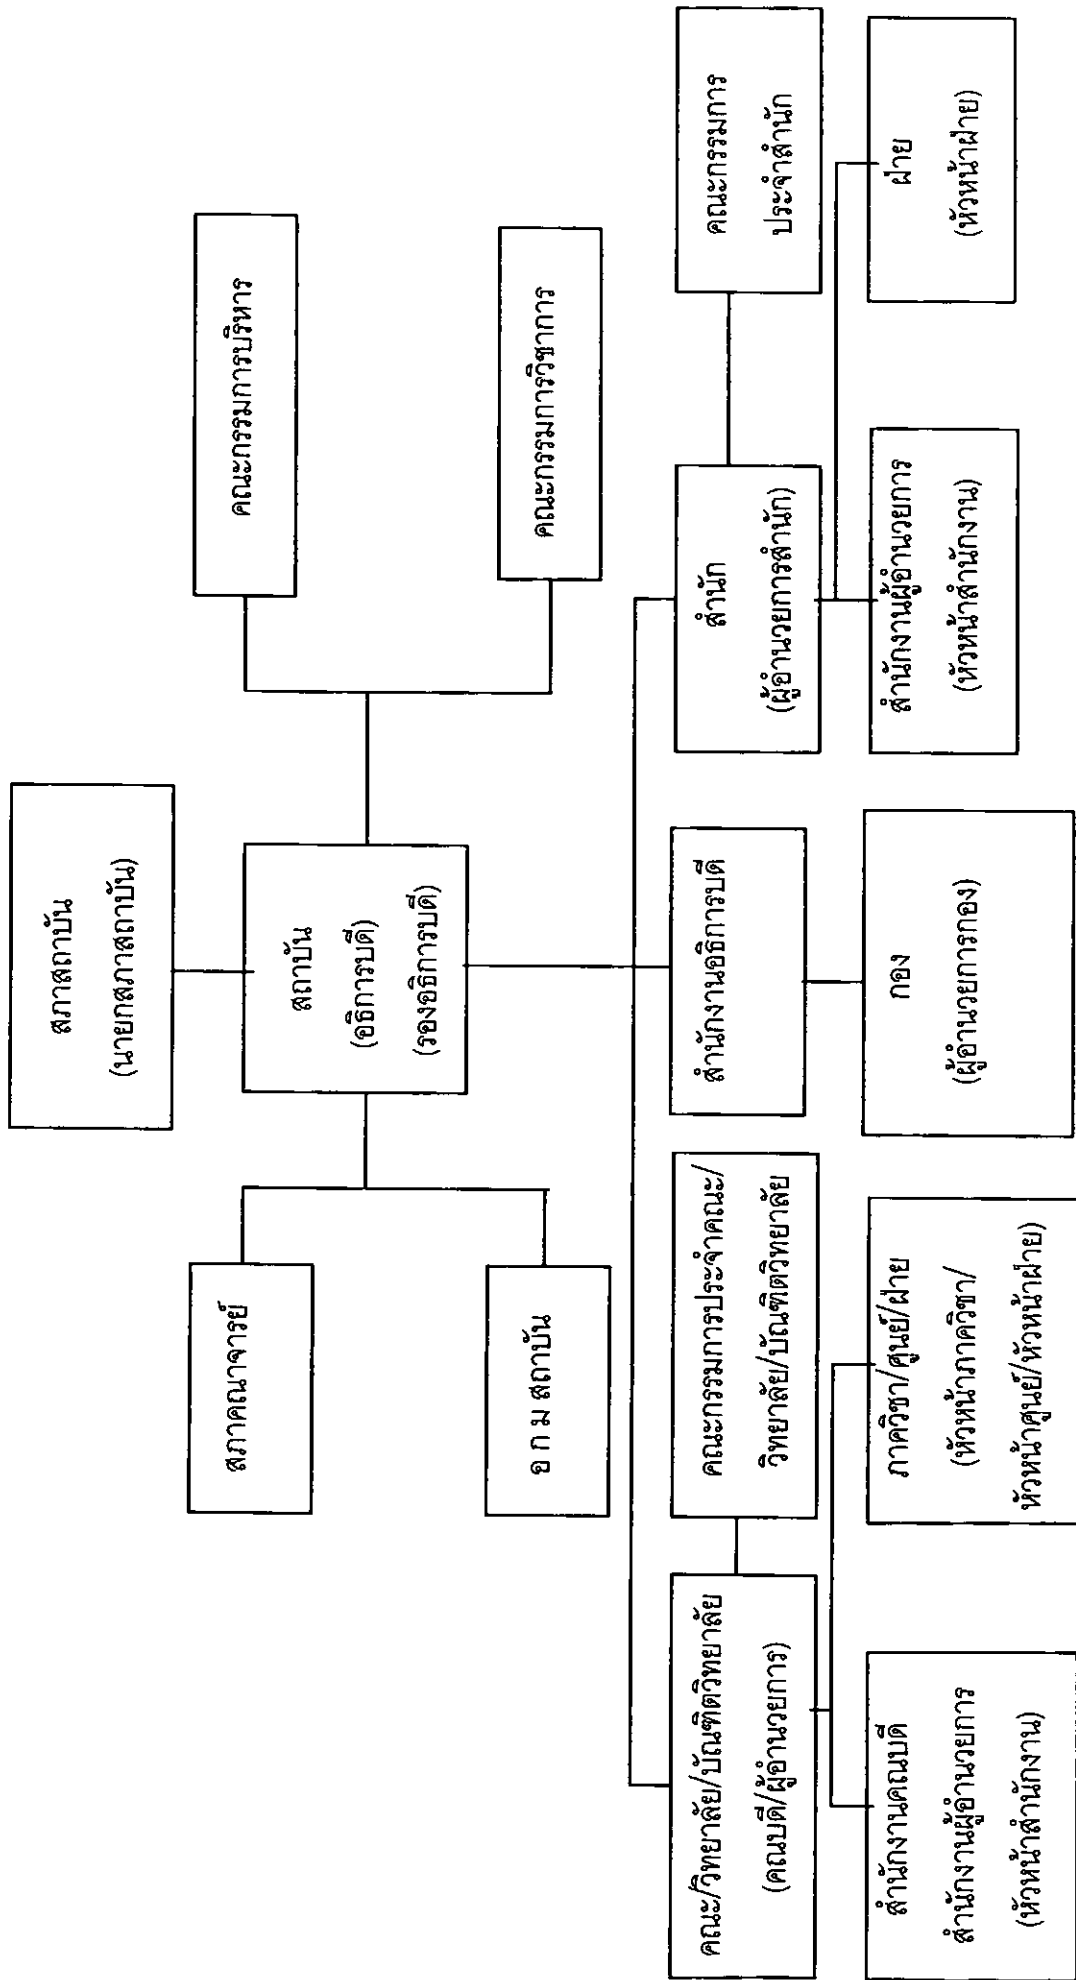 สภาสถาบัน
(นายกสภาสถาบัน)
สภาคณาจารย์
สถาบัน
(อธิการบดี)
(รองอธิการบดี)
คณะกรรมการบริหาร
อ ก ม สถาบัน
คณะกรรมการวิชาการ
คณะ/วิทยาลัย/บัณฑิตวิทยาลัย
(คณบดี/ผู้อำนวยการ)
คณะกรรมการประจำคณะ/
วิทยาลัย/บัณฑิตวิทยาลัย
สำนักงานอธิการบดี
สำนัก
(ผู้อำนวยการสำนัก)
คณะกรรมการ
ประจำสำนัก
สำนักงานคณบดี
สำนักงานผู้อำนวยการ
(หัวหน้าสำนักงาน)
ภาควิชา/ศูนย์/ฝ่าย
(หัวหน้าภาควิชา/
หัวหน้าศูนย์/หัวหน้าฝ่าย)
กอง
(ผู้อำนวยการกอง)
สำนักงานผู้อำนวยการ
(หัวหน้าสำนักงาน)
ฝ่าย
(หัวหน้าฝ่าย)